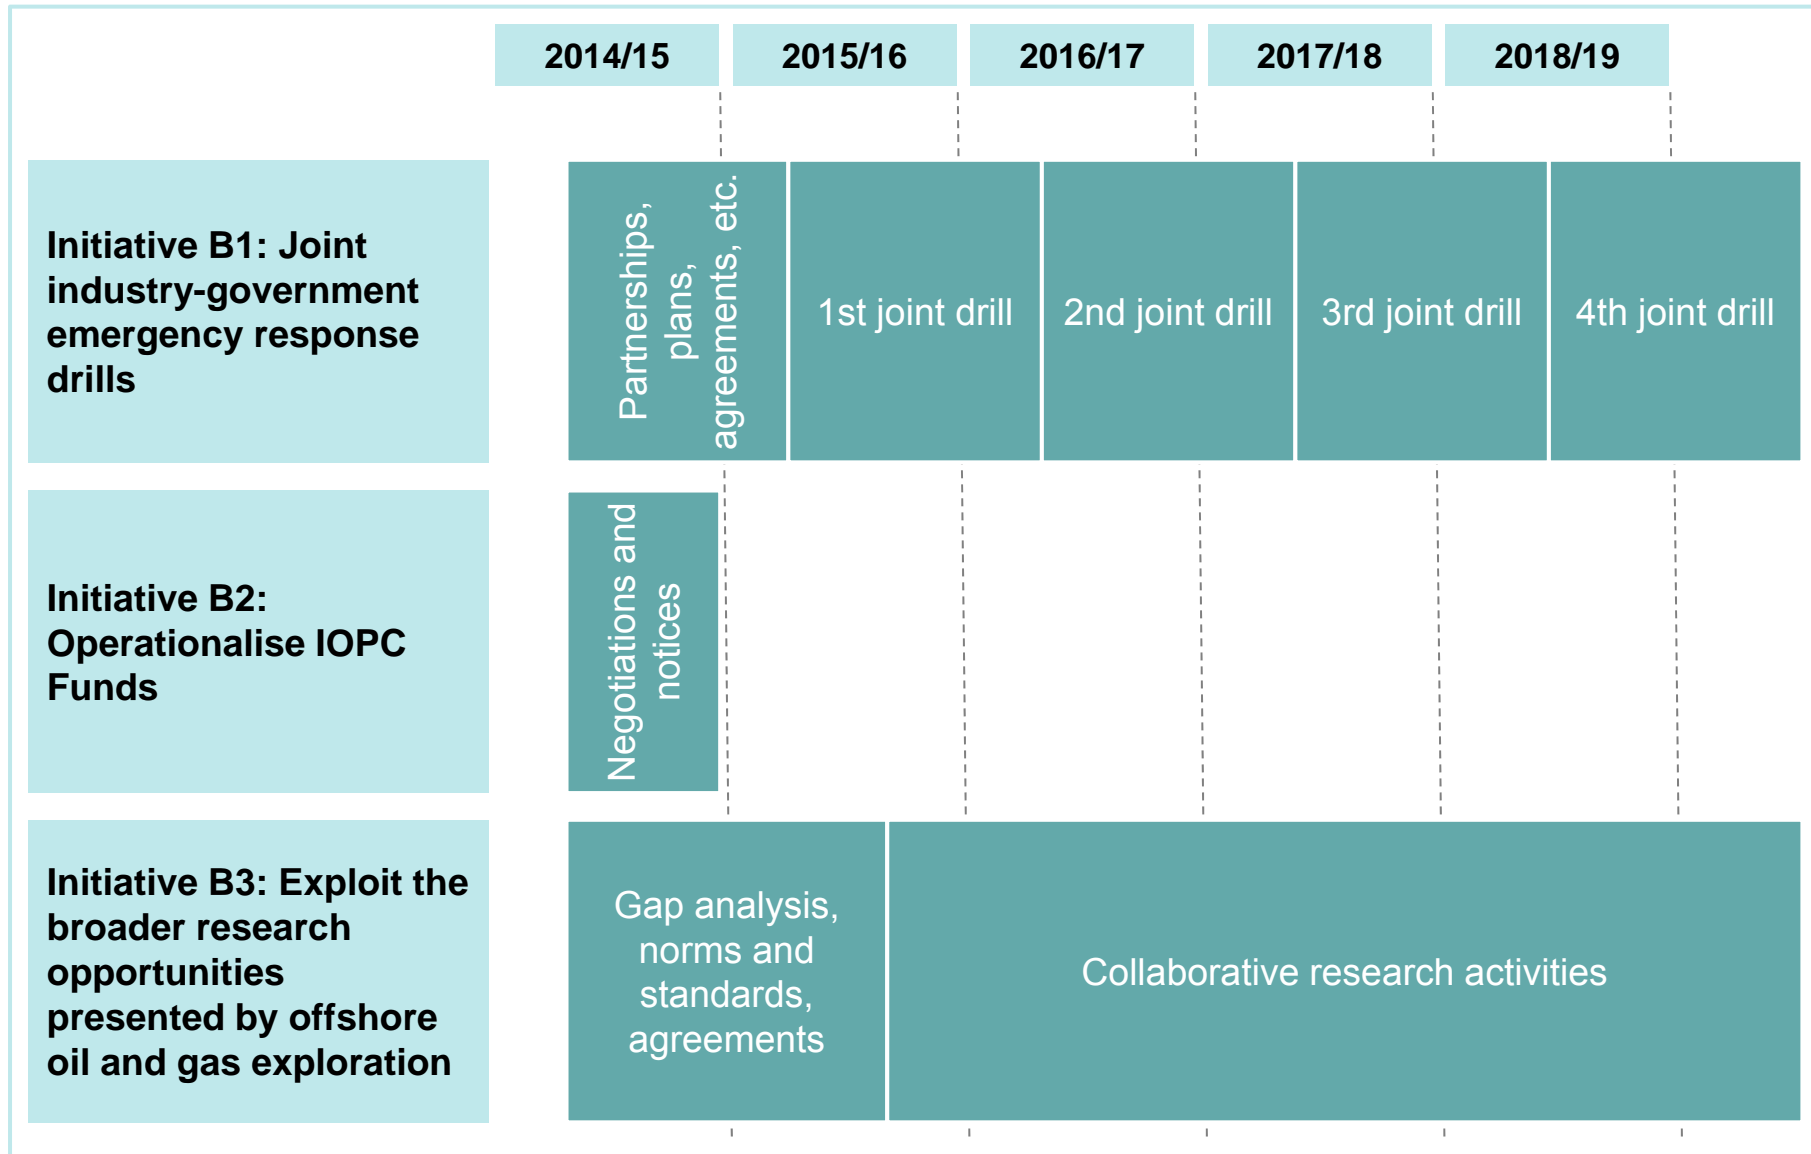 2014/15
2015/16
2016/17
2017/18
2018/19
Initiative B1: Joint
industry-government
emergency response
drills
Partnerships,
plans,
agreements, etc.
1st joint drill
2nd joint drill
3rd joint drill
4th joint drill
Initiative B2:
Operationalise IOPC
Funds
Negotiations and
notices
Initiative B3: Exploit the
broader research
opportunities
presented by offshore
oil and gas exploration
Gap analysis,
norms and
standards,
agreements
Collaborative research activities